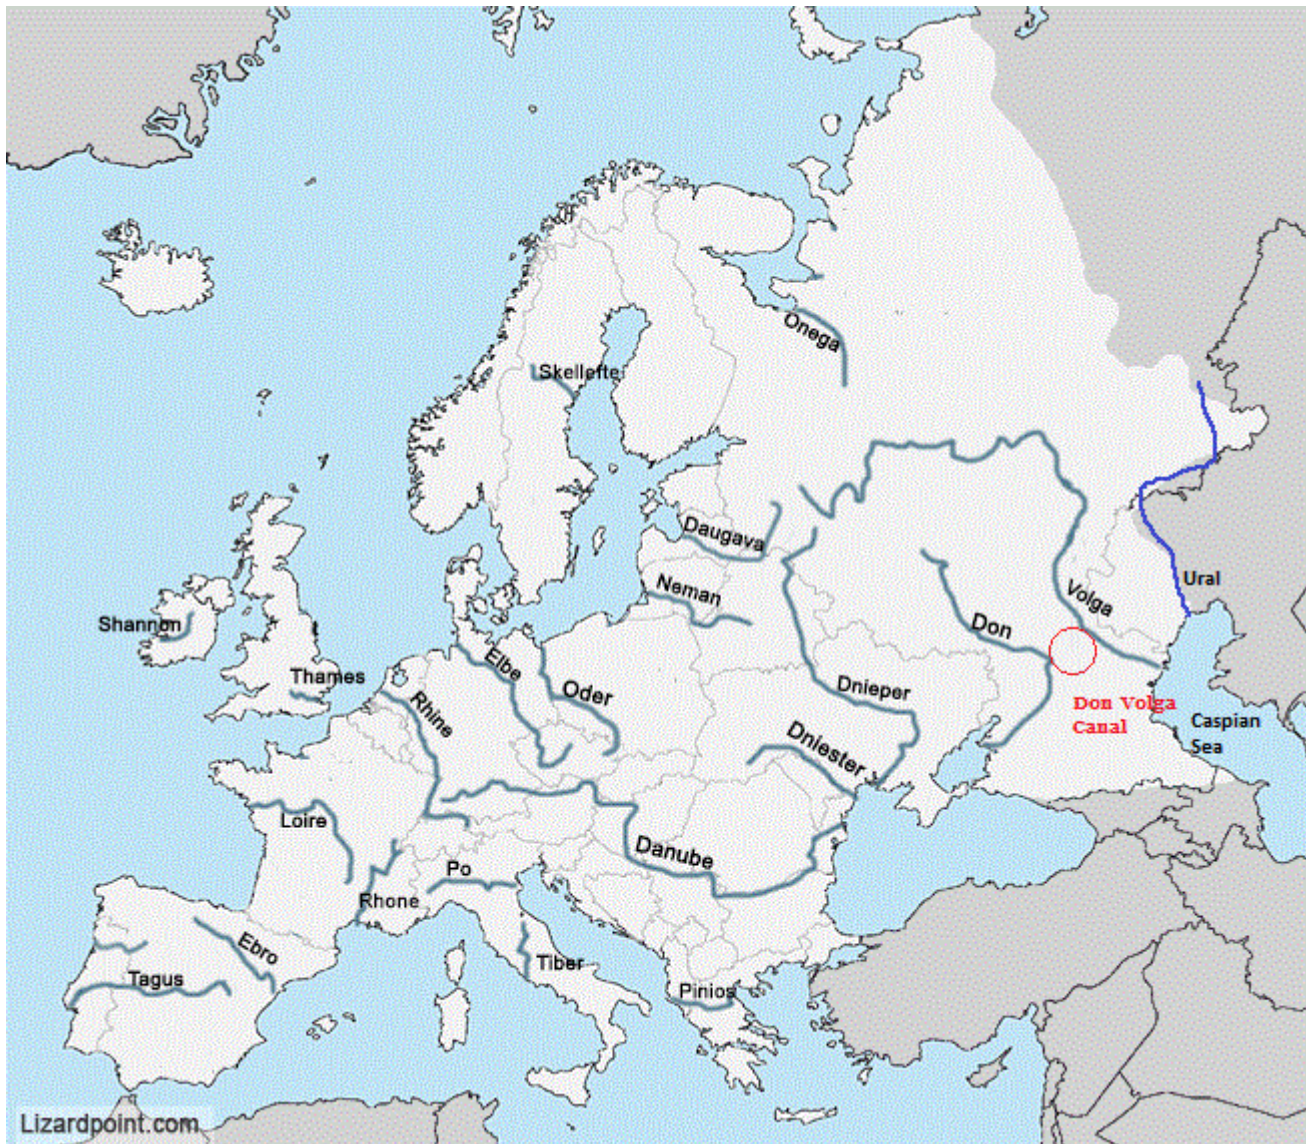 Onega
Skellefte
Daugava
Neman
Ural
Volga
Shannon
Don
Thames
Elbe
Oder
Rhine
Dnieper
Don Volga
Canal
Caspian
Sea
Dniester
Loire
Danube
Po
Rhone
Ebro
Tiber
Tagus
Pinios
Lizardpoint.com